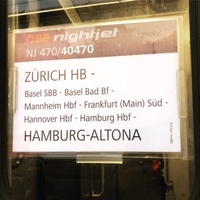 ÖBB nightjet
NJ 470/40470
ZÜRICH HB -
Basel SBB - Basel Bad Bf -
Mannheim Hbf - Frankfurt (Main) Süd -
Hannover Hbf - Hamburg Hbf -
HAMBURG-ALTONA